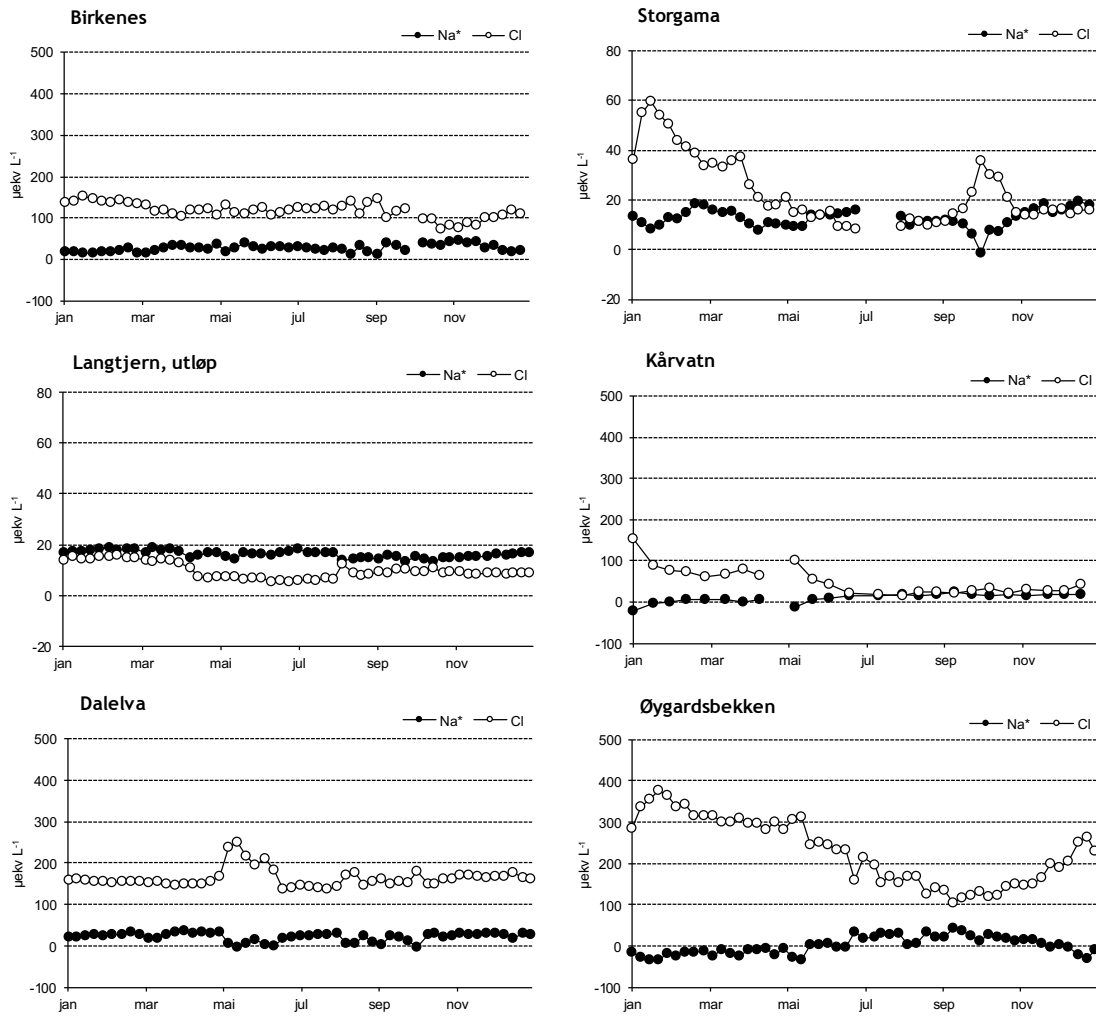 Birkenes
Na* Cl
500
400
300
200
100
0
-100
µekv L-1
jan mar mai jul sep nov
Storgama
Na* Cl
80
60
40
20
0
-20
µekv L-1
jan mar mai jul sep nov
Langtjern, utløp
Na* Cl
80
60
40
20
0
-20
µekv L-1
jan mar mai jul sep nov
Kårvatn
Na* Cl
500
400
300
200
100
0
-100
µekv L-1
jan mar mai jul sep nov
Dalelva
Na* Cl
500
400
300
200
100
0
-100
µekv L-1
jan mar mai jul sep nov
Øygardsbekken
Na* Cl
500
400
300
200
100
0
-100
µekv L-1
jan mar mai jul sep nov